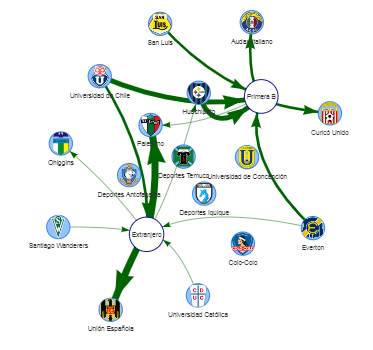 San Luis
Audax Italiano
Universidad de Chile
Huachipato
Primera B
Curicó Unido
Palestino
Ohiggins
Deportes Temuco
Universidad de Concepción
Deportes Antofagasta
Deportes Iquique
Santiago Wanderers
Extranjero
Everton
Colo-Colo
Universidad Católica
Unión Española